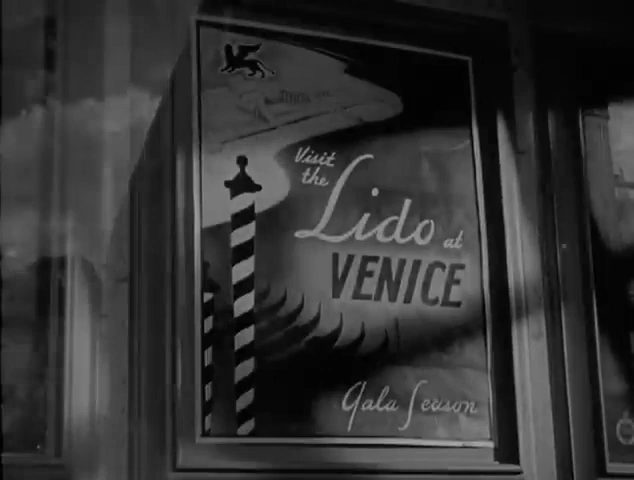 Visit
the
Lido at
VENICE
Gala Season